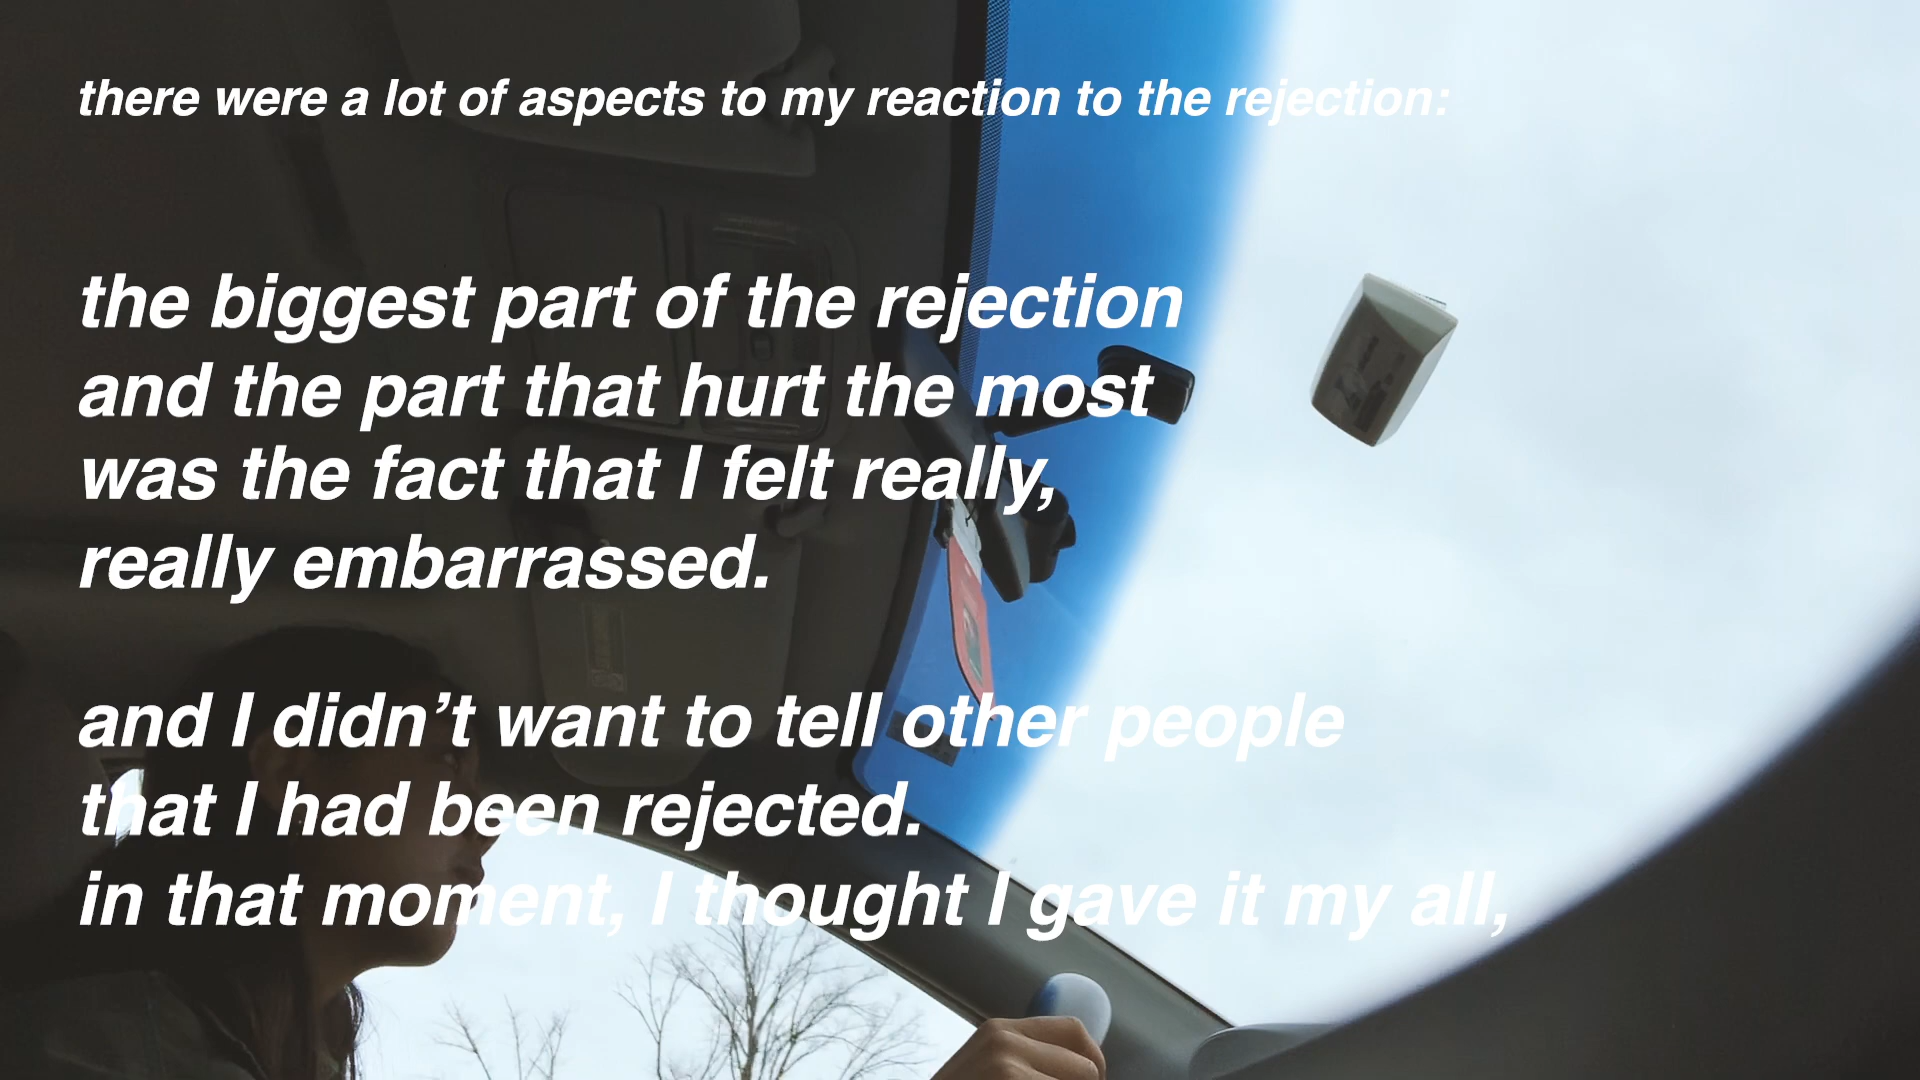 there were a lot of aspects to my reaction to the rejection:
the biggest part of the rejection
and the part that hurt the most
was the fact that I felt really,
really embarrassed.
and I didn’t want to tell other people
that I had been rejected.
in that moment, I thought I gave it my all,